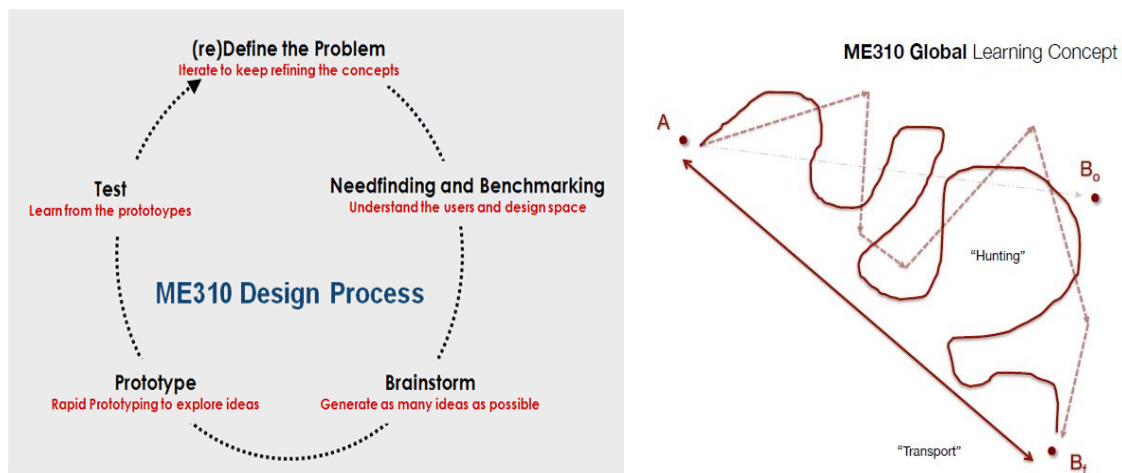 (re)Define the Problem
Iterate to keep refining the concepts
Needfinding and Benchmarking
Understand the users and design space
Brainstorm
Generate as many ideas as possible
Prototype
Rapid Prototyping to explore ideas
Test
Learn from the prototoypes
ME310 Design Process
ME310 Global Learning Concept
A
Bo
"Hunting"
"Transport"
Bf